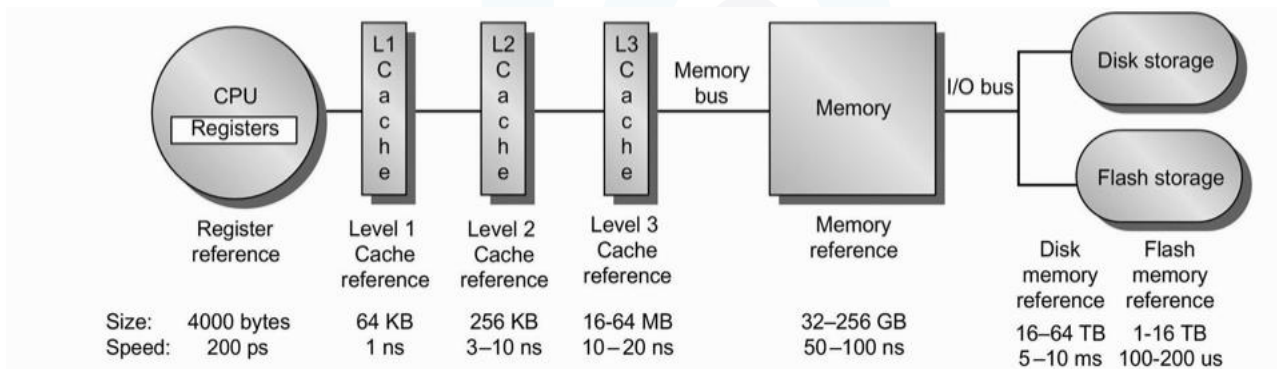 CPU
Registers
L1
C
a
c
h
e
L2
C
a
c
h
e
L3
C
a
c
h
e
Memory
bus
Memory
I/O bus
Disk storage
Flash storage
Register
reference
Level 1
Cache
reference
Level 2
Cache
reference
Level 3
Cache
reference
Memory
reference
Disk
memory
reference
Flash
memory
reference
Size: 4000 bytes 64 KB 256 KB 16-64 MB 32–256 GB 16–64 TB 1-16 TB
Speed: 200 ps 1 ns 3–10 ns 10–20 ns 50–100 ns 5–10 ms 100-200 us